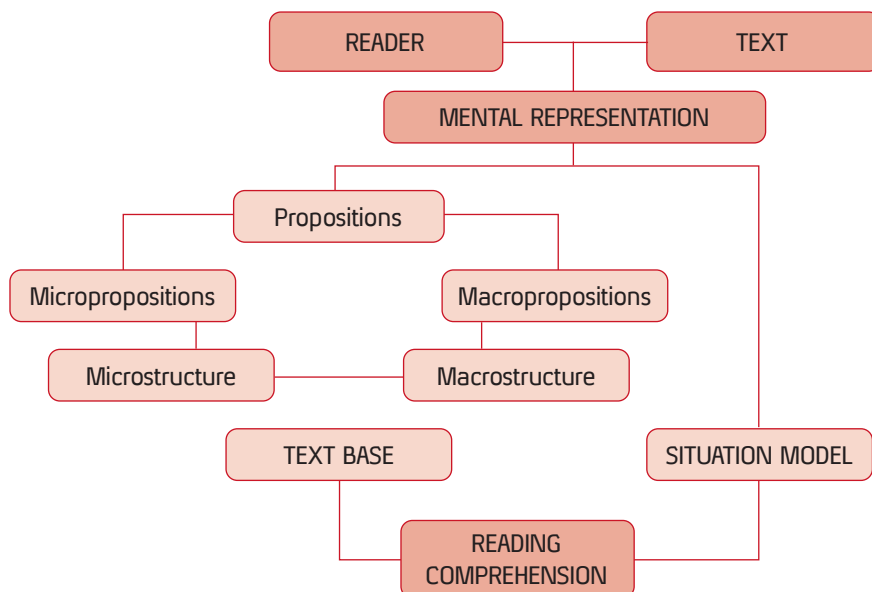 READER
TEXT
MENTAL REPRESENTATION
Propositions
Micropropositions
Macropropositions
Microstructure
Macrostructure
TEXT BASE
SITUATION MODEL
READING
COMPREHENSION